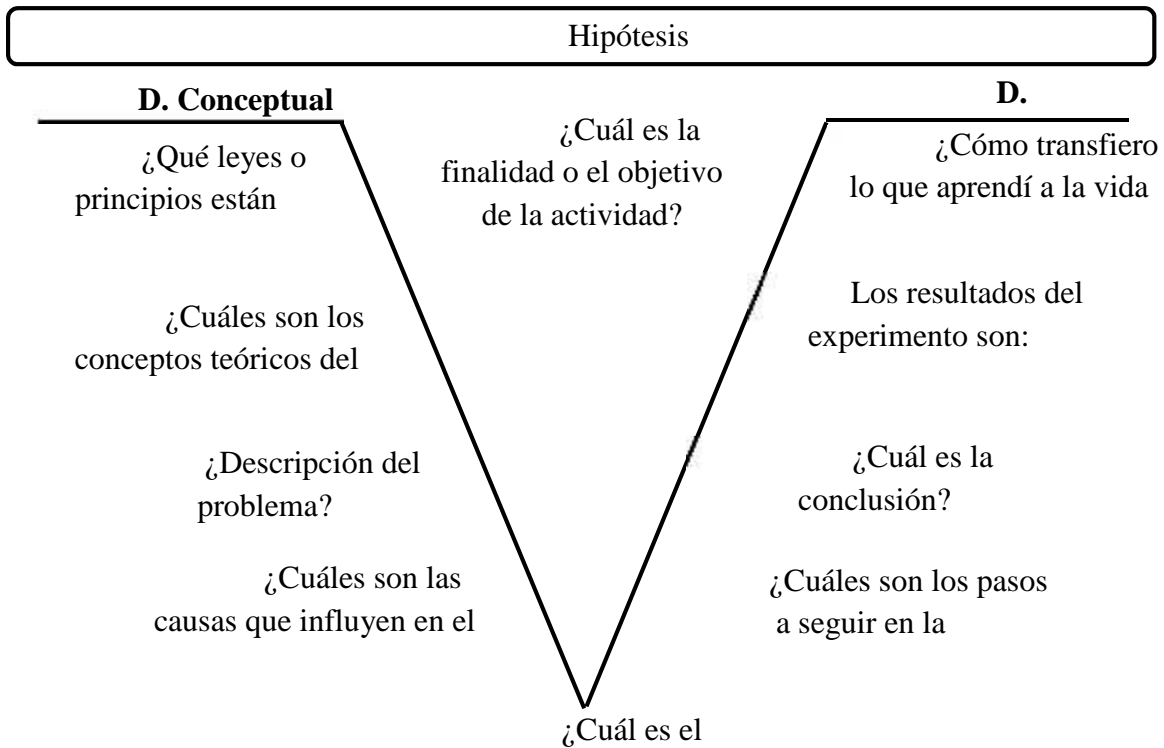 Hipótesis
D. Conceptual
¿Qué leyes o
principios están
¿Cuáles son los
conceptos teóricos del
¿Descripción del
problema?
¿Cuáles son las
causas que influyen en el
¿Cuál es la
finalidad o el objetivo
de la actividad?
¿Cuál es el
D.
¿Cómo transfiero
lo que aprendí a la vida
Los resultados del
experimento son:
¿Cuál es la
conclusión?
¿Cuáles son los pasos
a seguir en la